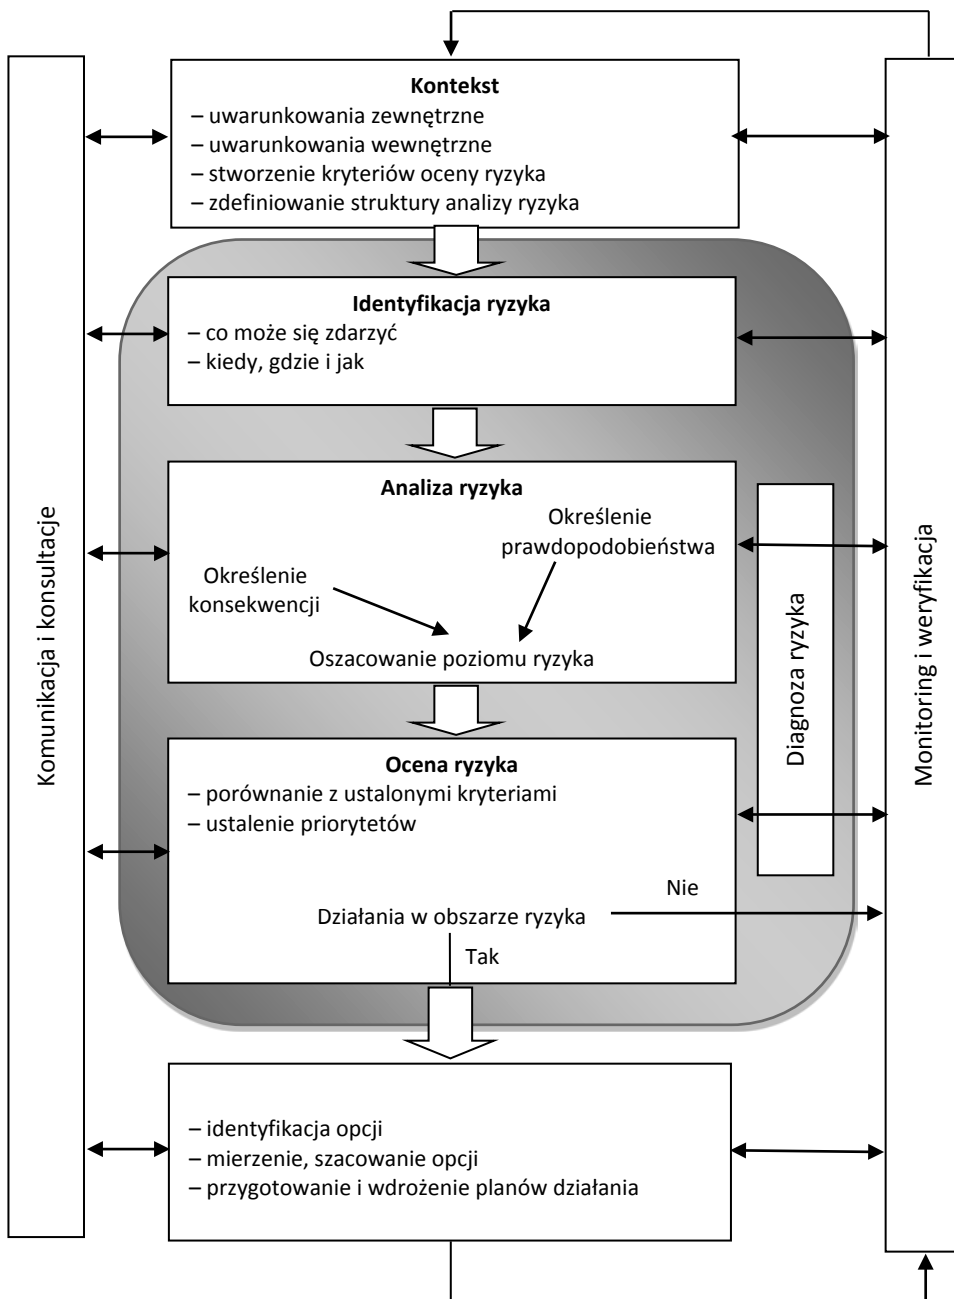 Kontekst
– uwarunkowania zewnętrzne
– uwarunkowania wewnętrzne
– stworzenie kryteriów oceny ryzyka
– zdefiniowanie struktury analizy ryzyka
Identyfikacja ryzyka
– co może się zdarzyć
– kiedy, gdzie i jak
Analiza ryzyka
Określenie
prawdopodobieństwa
Określenie
konsekwencji
Oszacowanie poziomu ryzyka
Ocena ryzyka
– porównanie z ustalonymi kryteriami
– ustalenie priorytetów
Działania w obszarze ryzyka
Nie
Tak
– identyfikacja opcji
– mierzenie, szacowanie opcji
– przygotowanie i wdrożenie planów działania
Komunikacja i konsultacje
Diagnoza ryzyka
Monitoring i weryfikacja